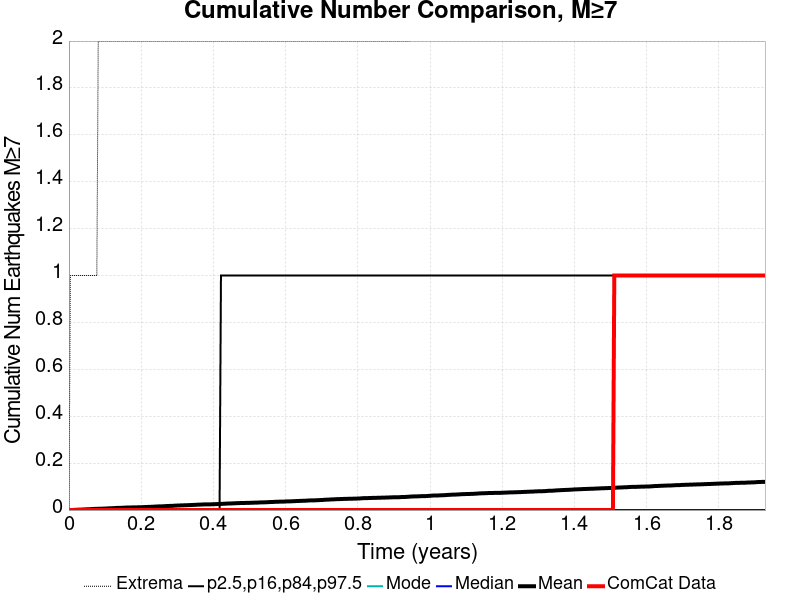 Cumulative Number Comparison, M≥7
Cumulative Num Earthquakes M≥7
2
1.8
1.6
1.4
1.2
1
0.8
0.6
0.4
0.2
0
0 0.2 0.4 0.6 0.8 1 1.2 1.4 1.6 1.8
Time (years)
Extrema p2.5,p16,p84,p97.5 Mode Median Mean ComCat Data